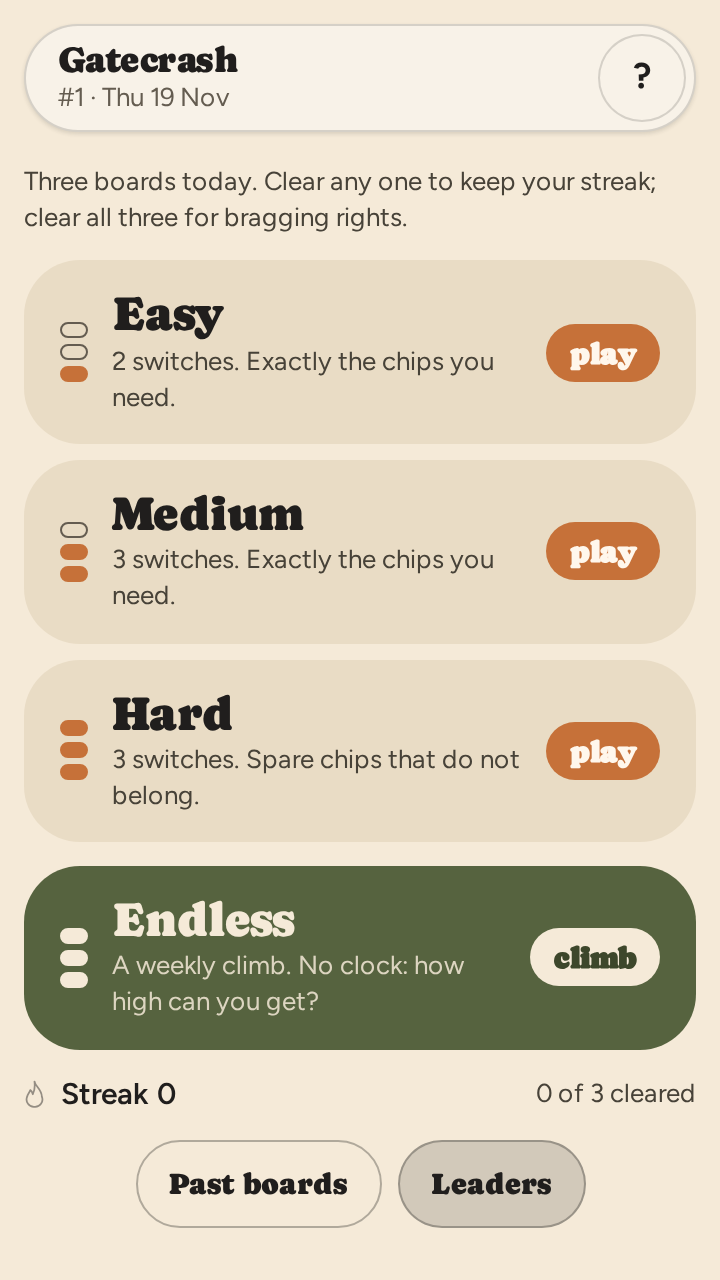 Gatecrash
#1 · Thu 19 Nov
?
Three boards today. Clear any one to keep your streak;
clear all three for bragging rights.
Easy
2 switches. Exactly the chips you
need.
play
Medium
3 switches. Exactly the chips you
need.
play
Hard
3 switches. Spare chips that do not
belong.
play
Endless
A weekly climb. No clock: how
high can you get?
climb
Streak 0
0 of 3 cleared
Past boards
Leaders